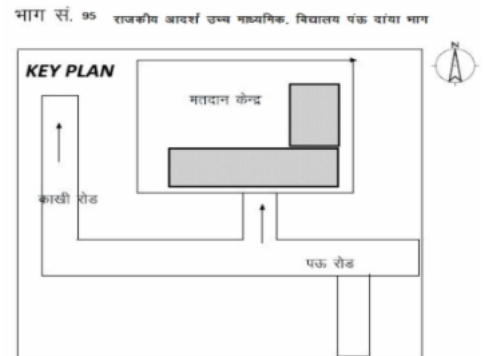 भाग सं. 95 राजकीय आदर्श उच्च माध्यमिक. विद्यालय पंऊ दांया भाग
N
KEY PLAN
मतदान केन्द्र
काखी रोड
पऊ रोड